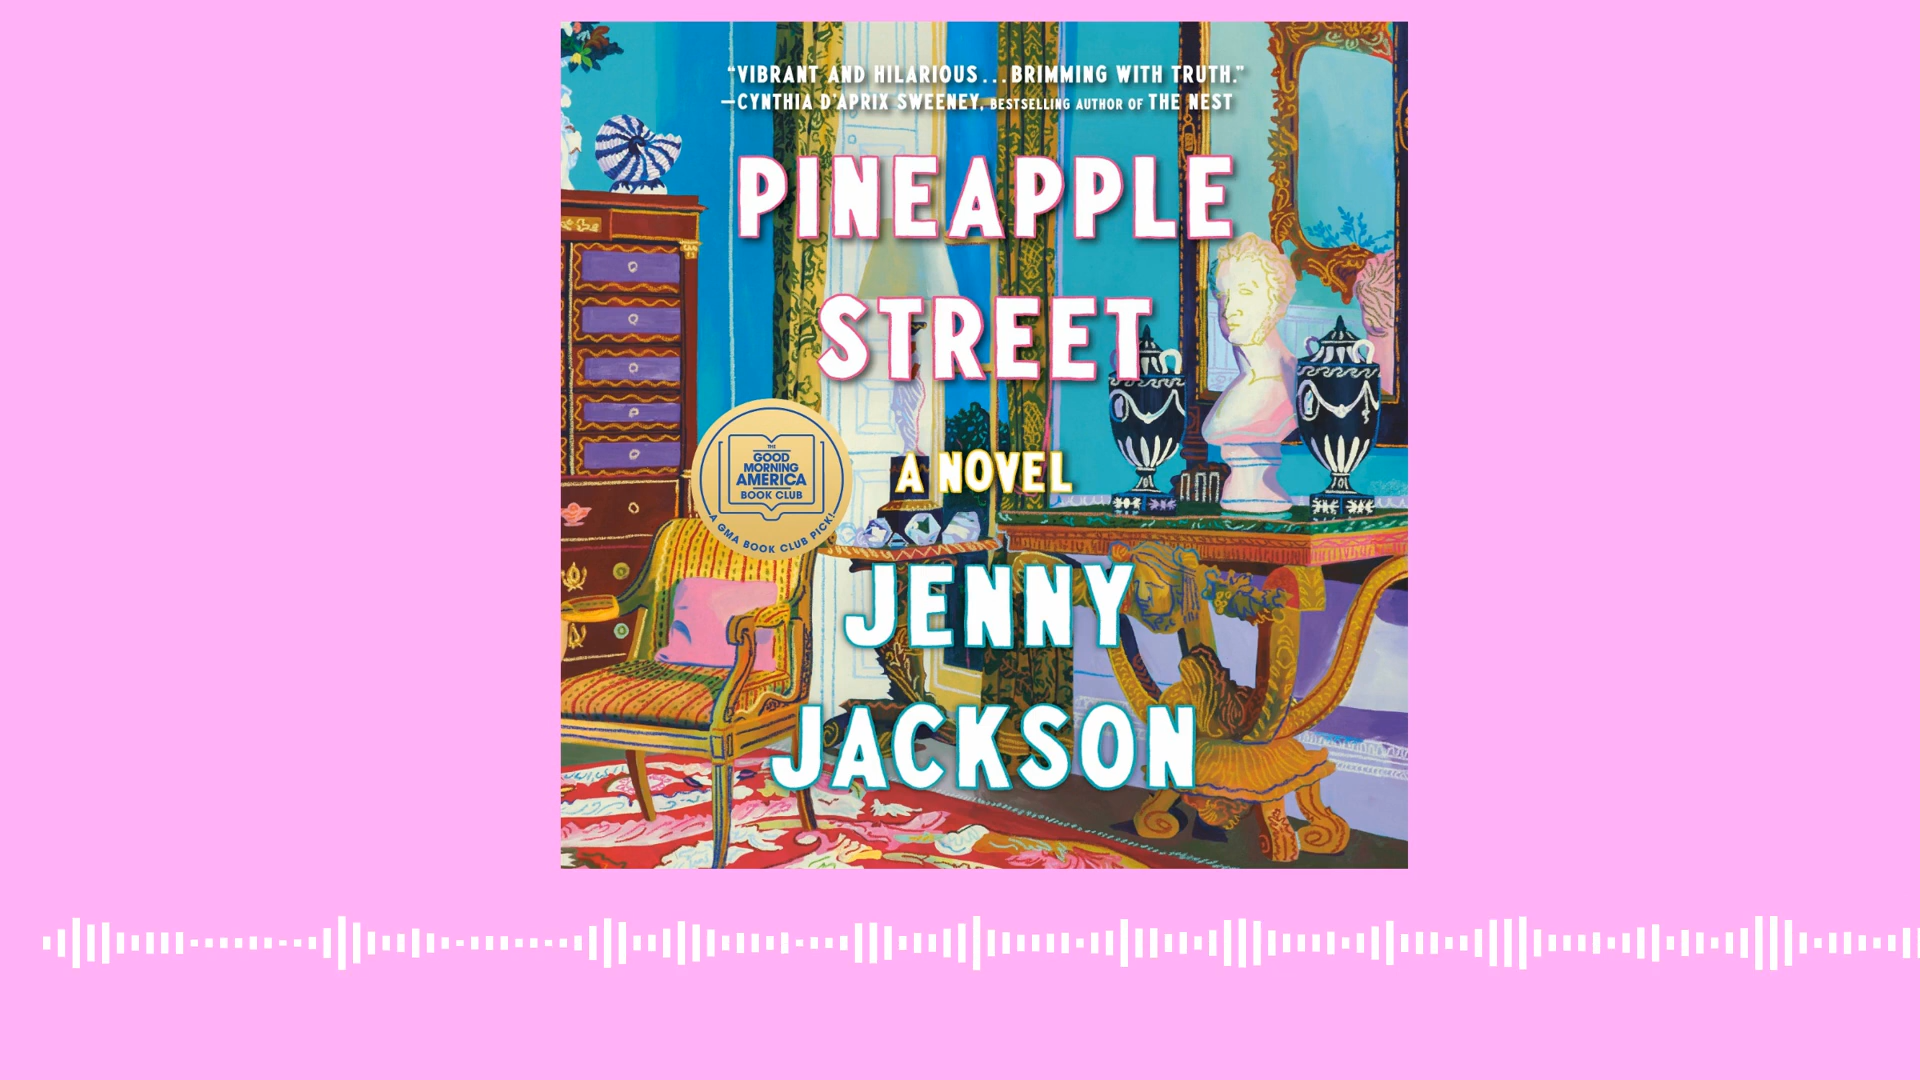 “VIBRANT AND HILARIOUS...BRIMMING WITH TRUTH.”
—CYNTHIA D'APRIX SWEENEY, BESTSELLING AUTHOR OF THE NEST
PINEAPPLE
STREET
A NOVEL
THE
GOOD
MORNING
AMERICA
BOOK CLUB
A GMA BOOK CLUB PICK!
JENNY
JACKSON